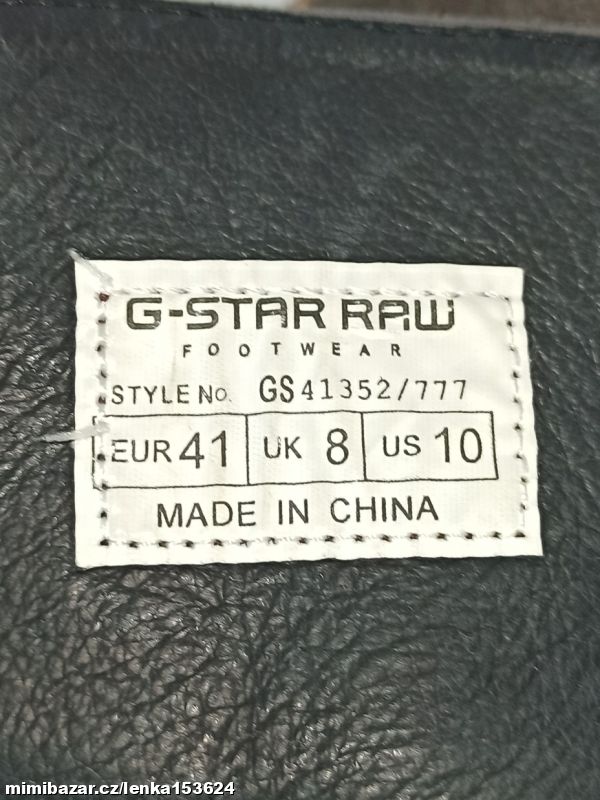 G-STAR RAW
FOOTWEAR
STYLE NO. GS41352/777
EUR 41 UK 8 US 10
MADE IN CHINA
mimibazar.cz/lenka153624